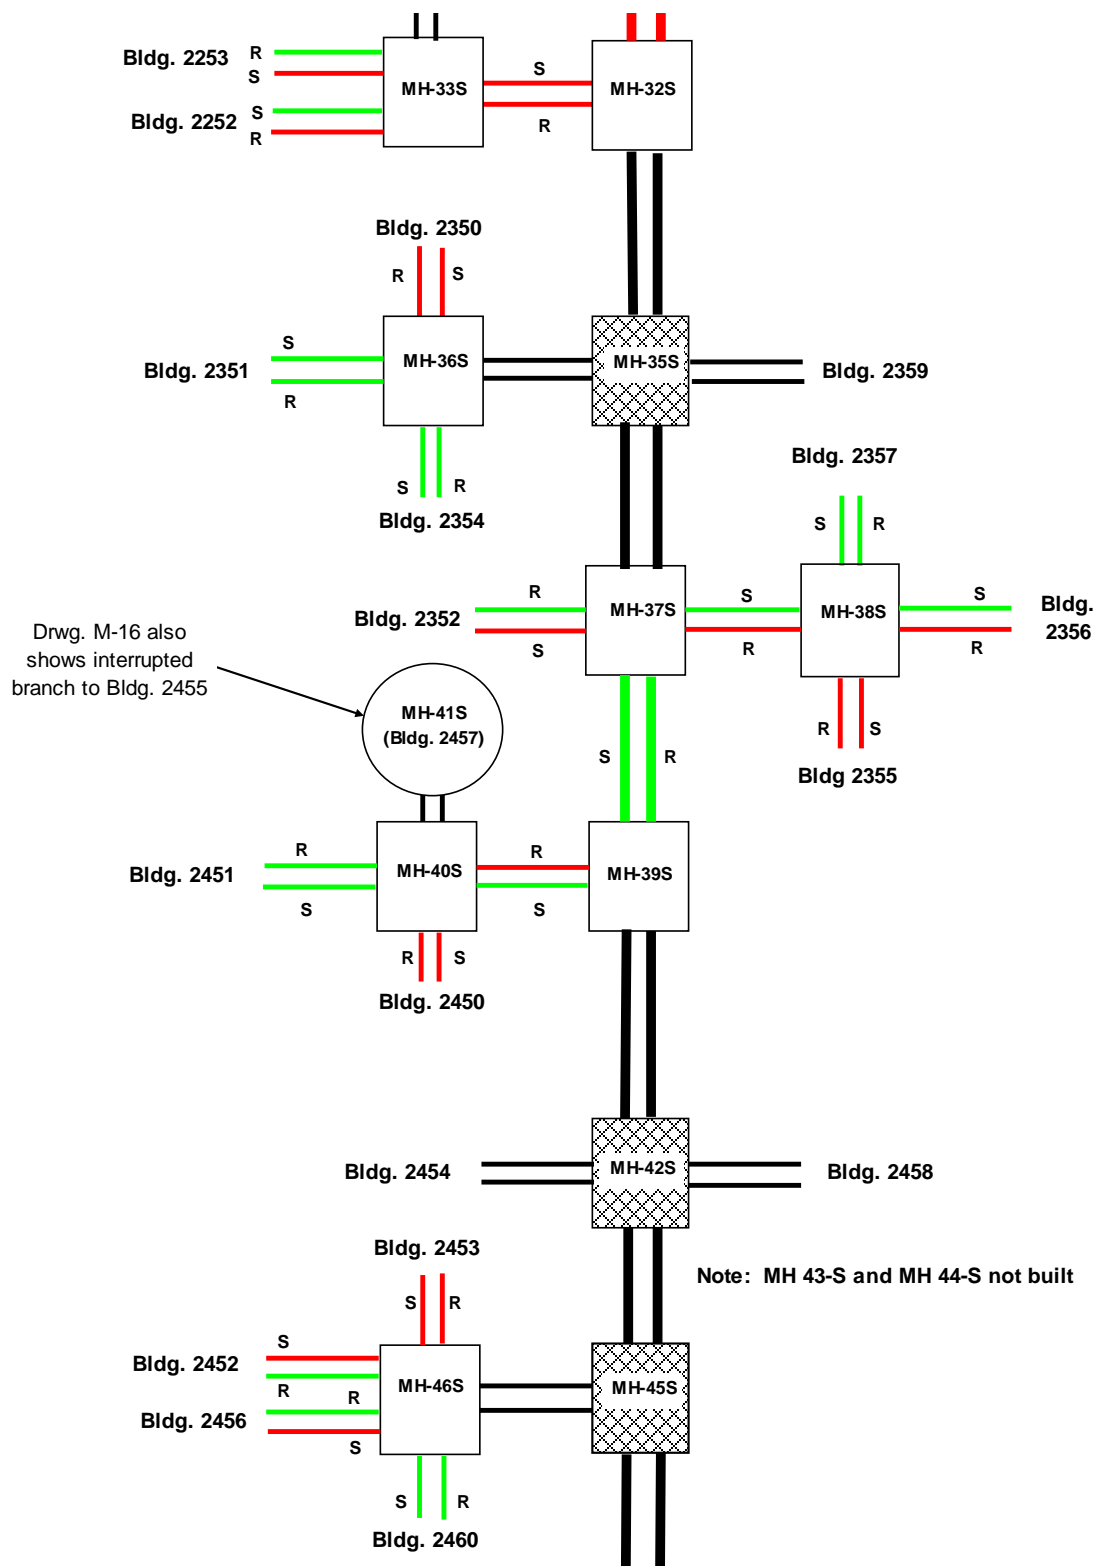 Bldg. 2253
R
S
S
Bldg. 2252
R
MH-33S
S
R
MH-32S
Bldg. 2350
R
S
S
Bldg. 2351
R
MH-36S
MH-35S
Bldg. 2359
S
R
Bldg. 2354
Bldg. 2357
S
R
R
Bldg. 2352
S
MH-37S
S
R
MH-38S
S
R
Bldg.
2356
R
S
Bldg 2355
Drwg. M-16 also
shows interrupted
branch to Bldg. 2455
MH-41S
(Bldg. 2457)
S
R
R
Bldg. 2451
S
MH-40S
R
S
MH-39S
R
S
Bldg. 2450
Bldg. 2454
MH-42S
Bldg. 2458
Bldg. 2453
S
R
Note: MH 43-S and MH 44-S not built
S
Bldg. 2452
R
R
Bldg. 2456
S
MH-46S
MH-45S
S
R
Bldg. 2460